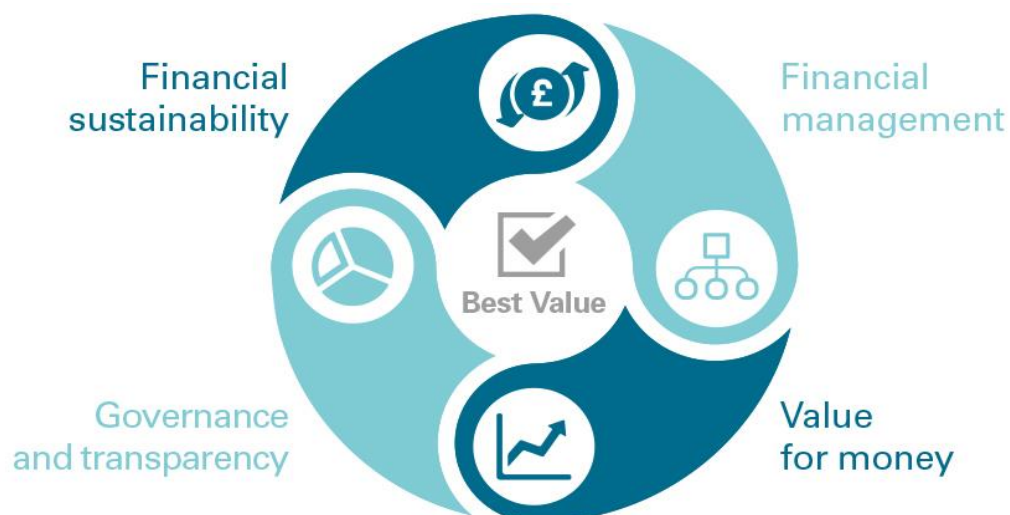 Financial
sustainability
Financial
management
£
Best Value
Governance
and transparency
Value
for money